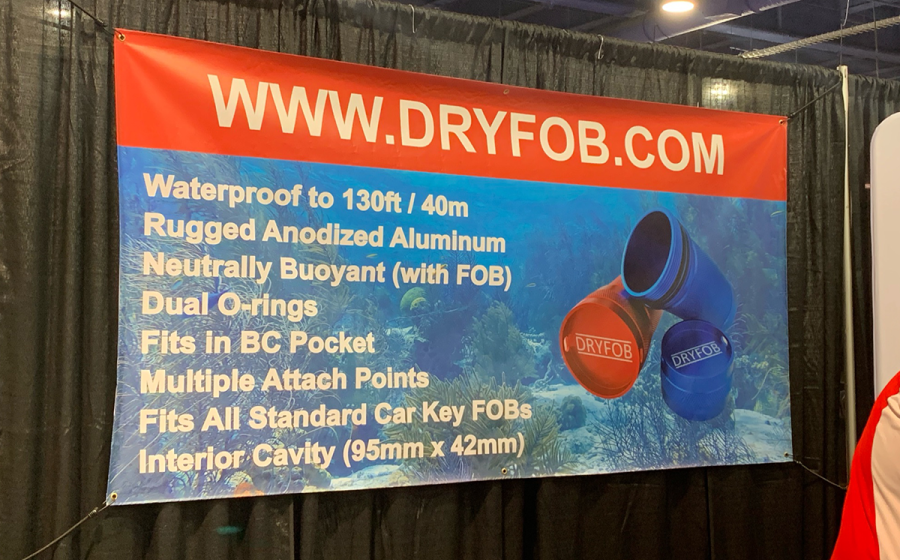 WWW.DRYFOB.COM
Waterproof to 130ft / 40m
Rugged Anodized Aluminum
Neutrally Buoyant (with FOB)
Dual O-rings
Fits in BC Pocket
Multiple Attach Points
Fits All Standard Car Key FOBs
Interior Cavity (95mm x 42mm)
DRYFOB
DRYFOB